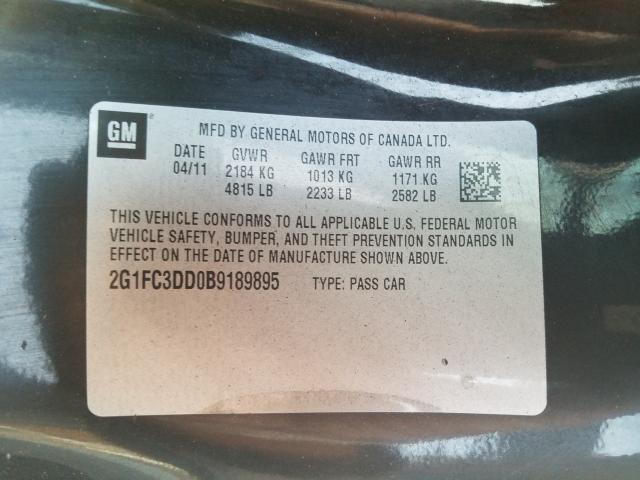 GM
MFD BY GENERAL MOTORS OF CANADA LTD.
DATE GVWR GAWR FRT GAWR RR
04/11 2184 KG 1013 KG 1171 KG
4815 LB 2233 LB 2582 LB
THIS VEHICLE CONFORMS TO ALL APPLICABLE U.S. FEDERAL MOTOR
VEHICLE SAFETY, BUMPER, AND THEFT PREVENTION STANDARDS IN
EFFECT ON THE DATE OF MANUFACTURE SHOWN ABOVE.
2G1FC3DD0B9189895 TYPE: PASS CAR